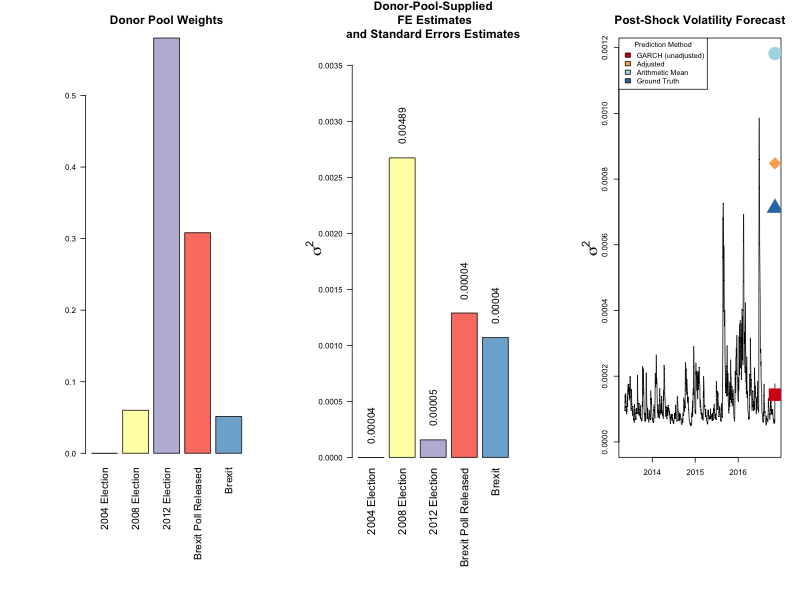 Donor Pool Weights
0.0
0.1
0.2
0.3
0.5
2004 Election
2008 Election
2012 Election
Brexit Poll Released
Brexit
Donor-Pool-Supplied
FE Estimates
and Standard Errors Estimates
σ²
0.0000
0.0005
0.0010
0.0015
0.0020
0.0025
0.0030
0.0035
0.00004
0.00489
0.00005
0.00004
0.00004
2004 Election
2008 Election
2012 Election
Brexit Poll Released
Brexit
Post-Shock Volatility Forecast
σ²
0.0000
0.0002
0.0004
0.0006
0.0008
0.0010
0.0012
Prediction Method
GARCH (unadjusted)
Adjusted
Arithmetic Mean
Ground Truth
2014
2015
2016